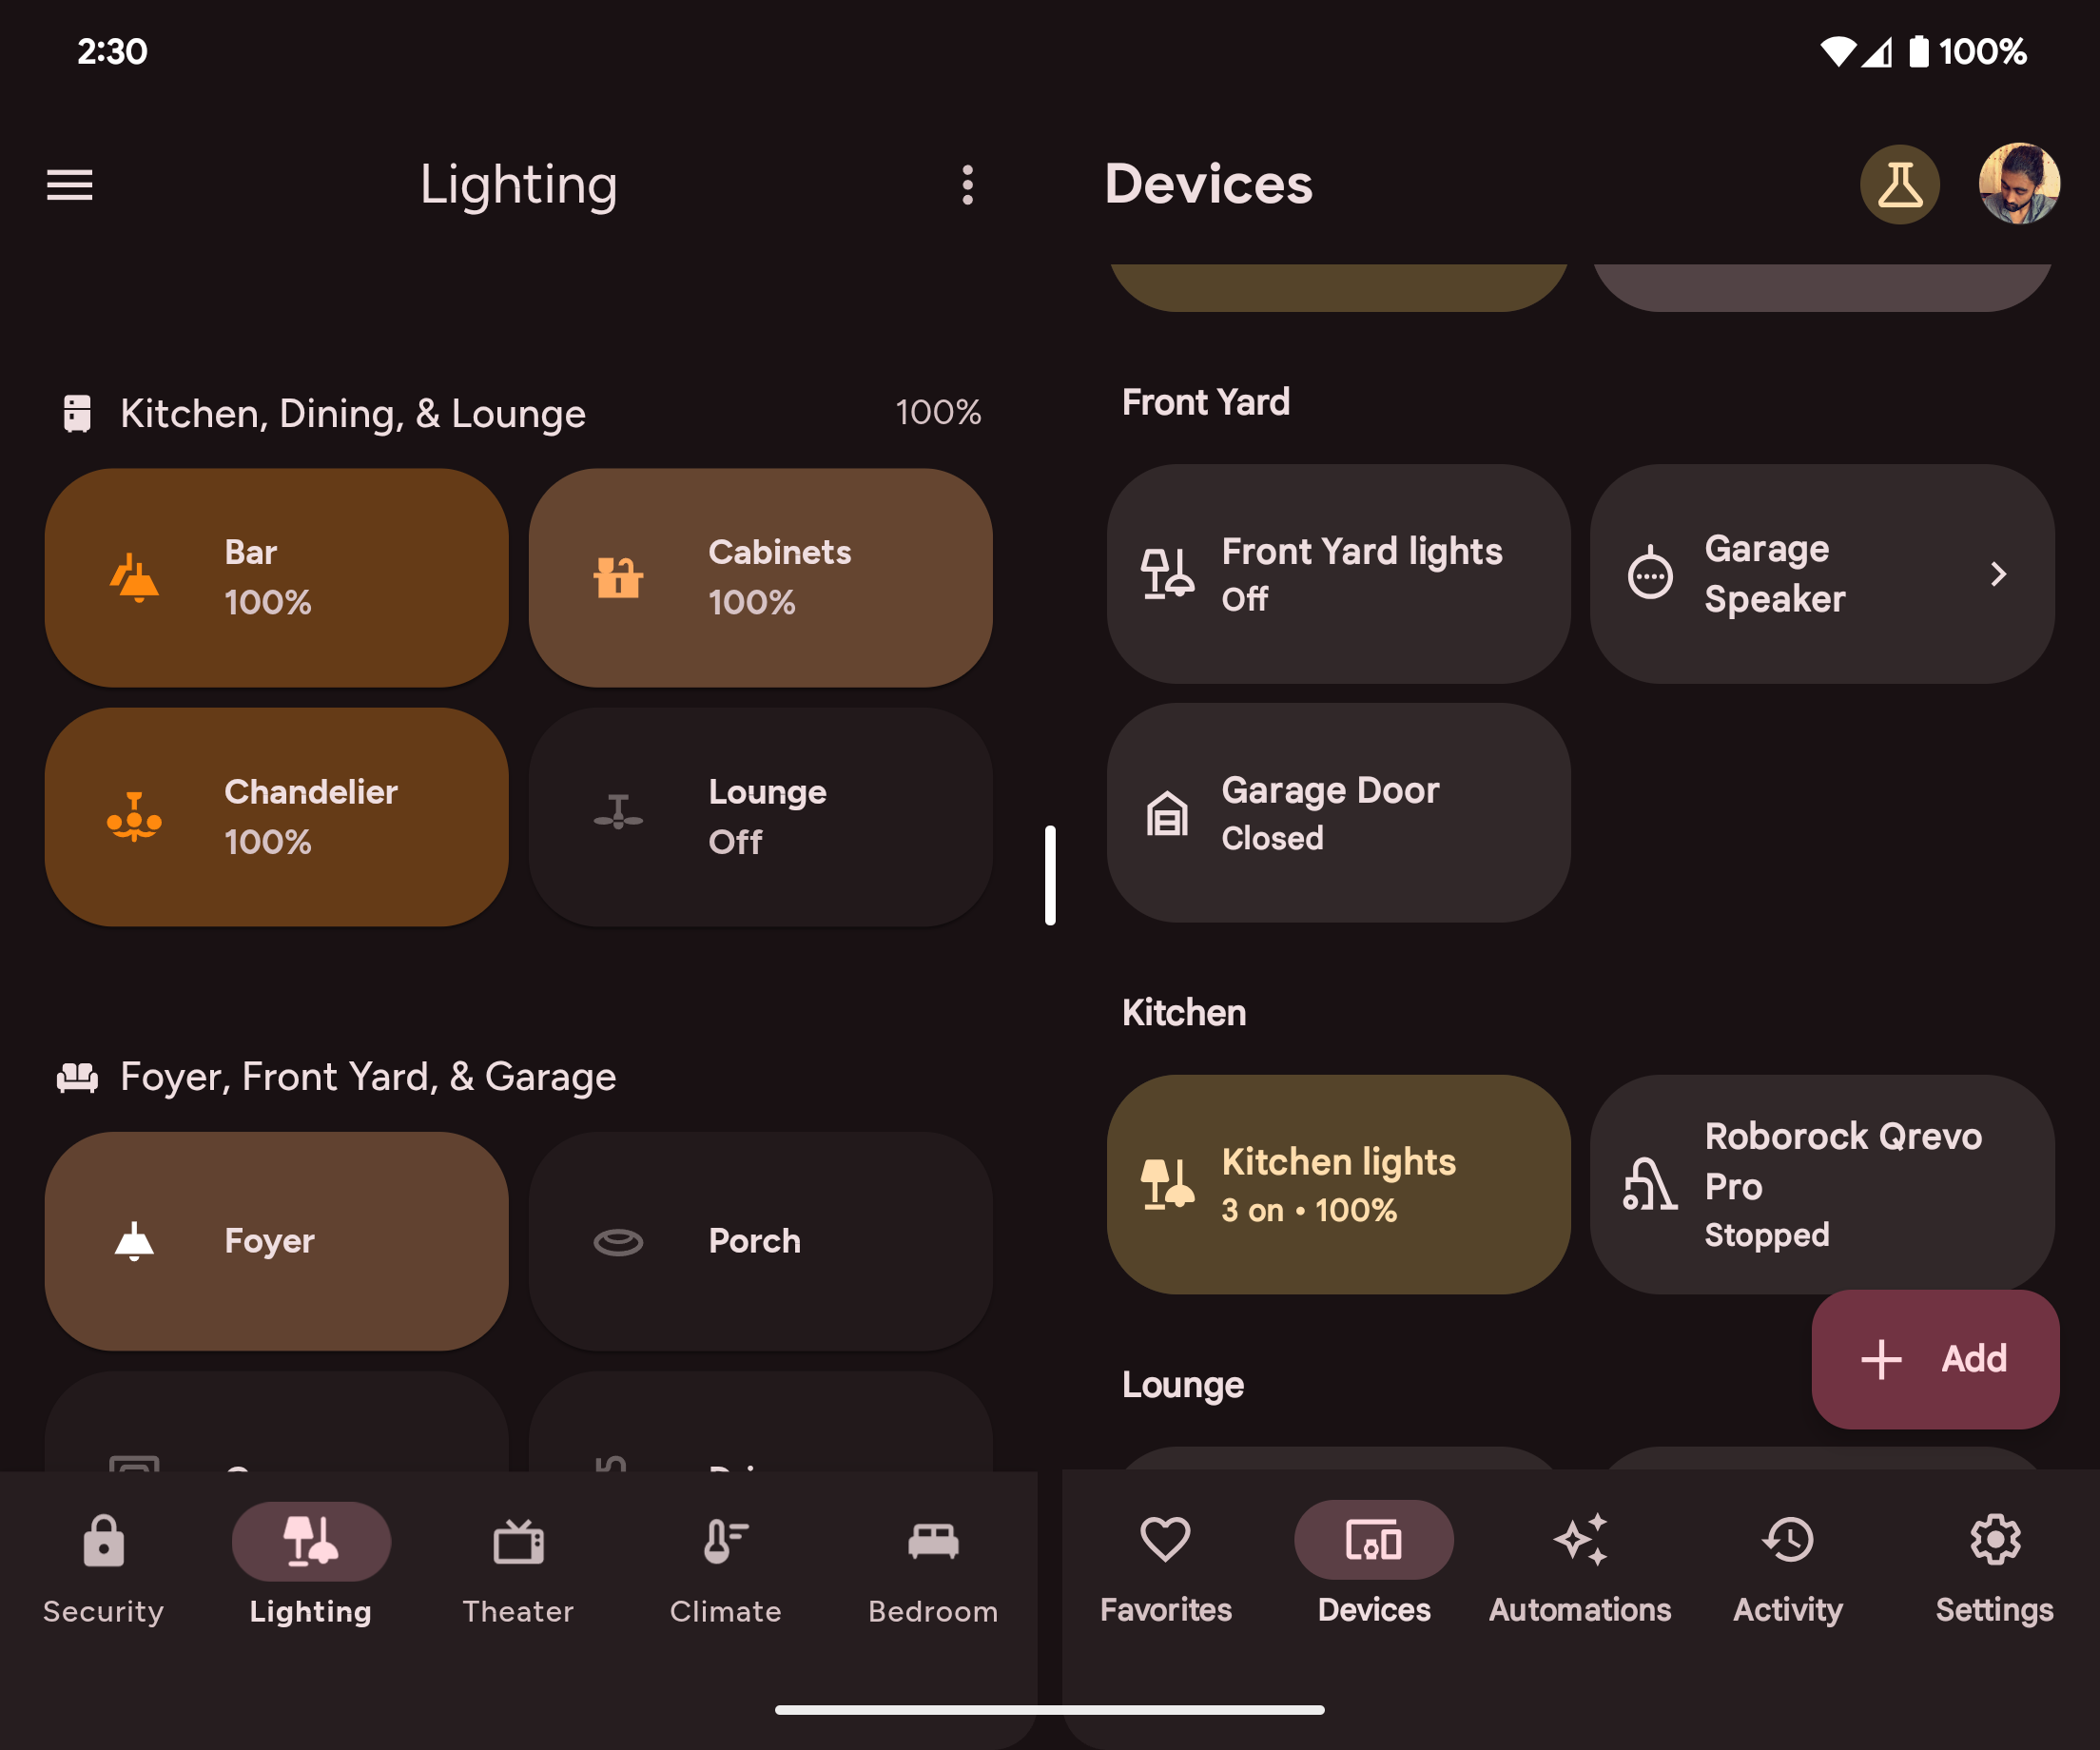 2:30
100%
Lighting
Kitchen, Dining, & Lounge
100%
Bar
100%
Cabinets
100%
Chandelier
100%
Lounge
Off
Foyer, Front Yard, & Garage
Foyer
Porch
Security
Lighting
Theater
Climate
Bedroom
Devices
Front Yard
Front Yard lights
Off
Garage
Speaker
Garage Door
Closed
Kitchen
Kitchen lights
3 on • 100%
Roborock Qrevo
Pro
Stopped
Add
Lounge
Favorites
Devices
Automations
Activity
Settings